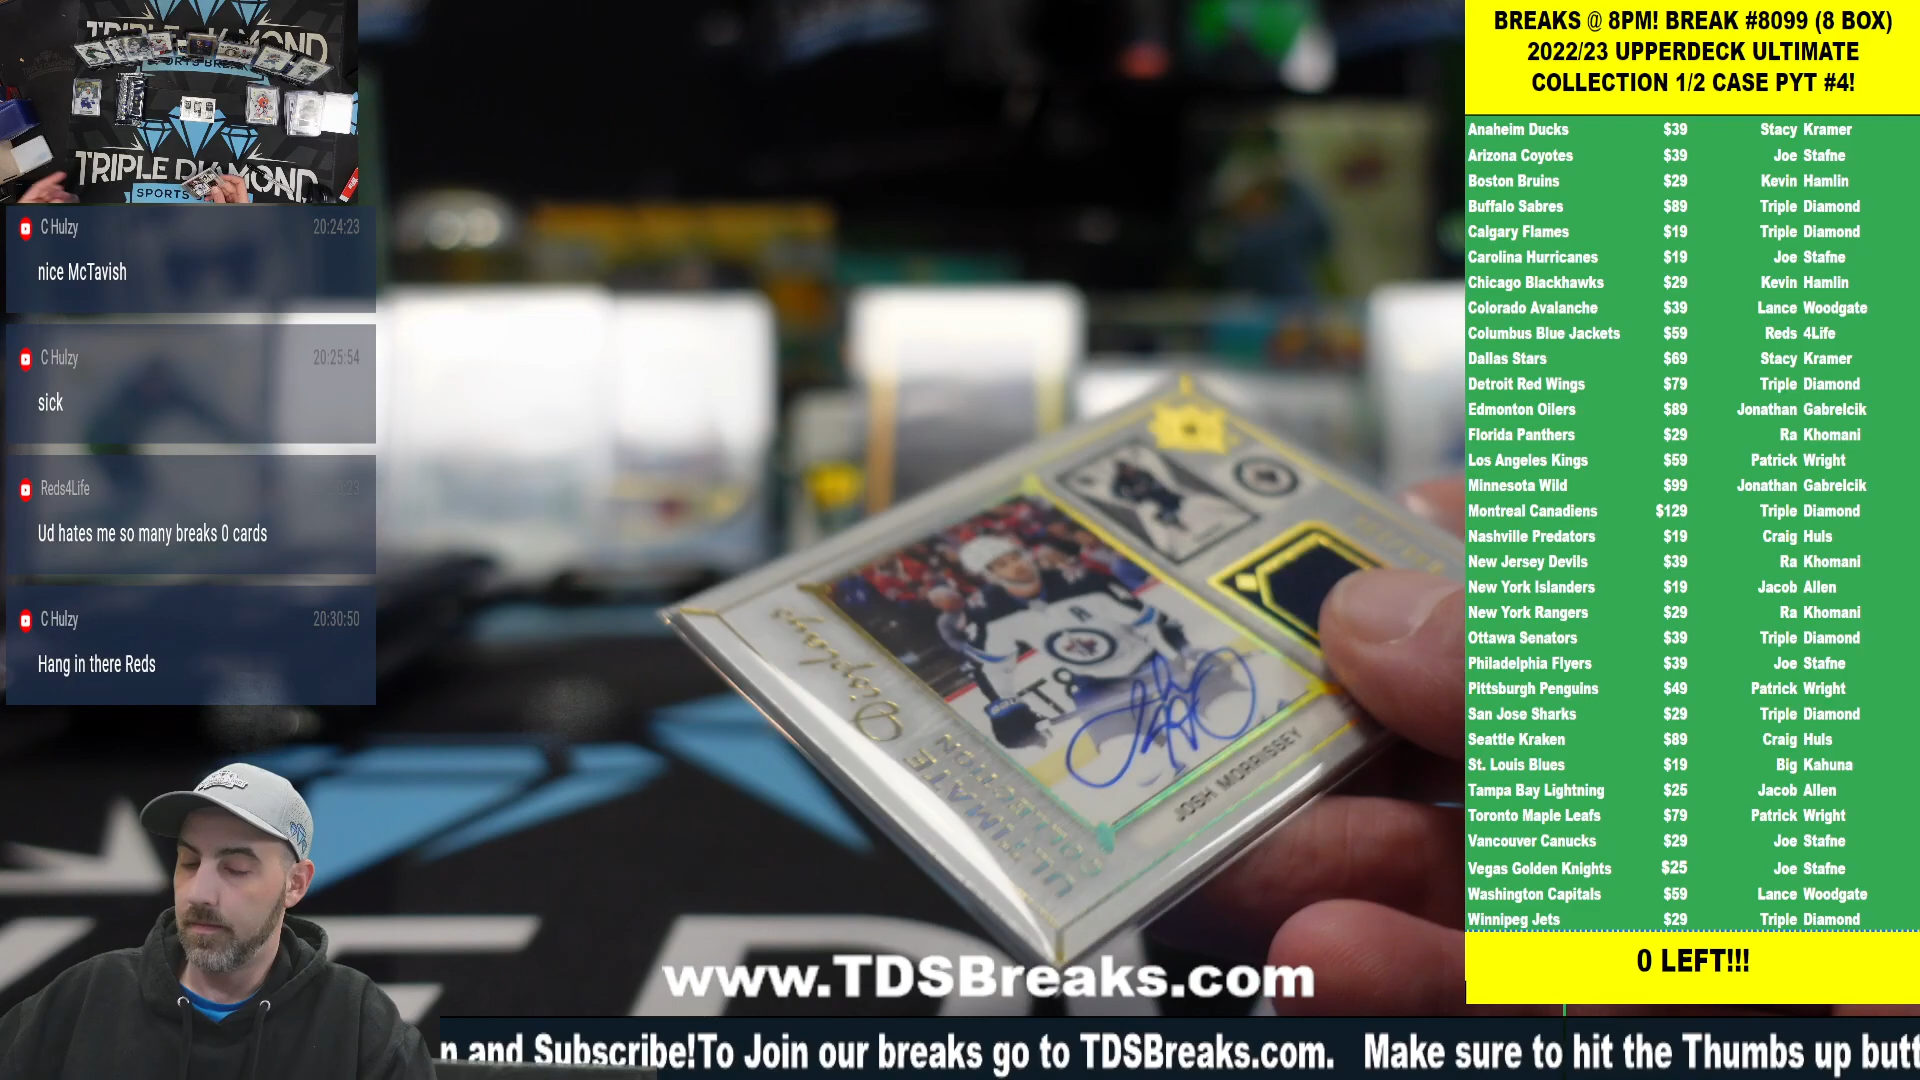 TRIPLE DIAMOND
SPORTS BREAKS
TRIPLE DIAMOND
SPORTS
C Hulzy 20:24:23
nice McTavish
C Hulzy 20:25:54
sick
Reds4Life
Ud hates me so many breaks 0 cards
C Hulzy 20:30:50
Hang in there Reds
Displays
ULTIMATE
COLLECTION
JOSH MORRISSEY
www.TDSBreaks.com
n and Subscribe!To Join our breaks go to TDSBreaks.com. Make sure to hit the Thumbs up butt
BREAKS @ 8PM! BREAK #8099 (8 BOX)
2022/23 UPPERDECK ULTIMATE
COLLECTION 1/2 CASE PYT #4!
Anaheim Ducks $39 Stacy Kramer
Arizona Coyotes $39 Joe Stafne
Boston Bruins $29 Kevin Hamlin
Buffalo Sabres $89 Triple Diamond
Calgary Flames $19 Triple Diamond
Carolina Hurricanes $19 Joe Stafne
Chicago Blackhawks $29 Kevin Hamlin
Colorado Avalanche $39 Lance Woodgate
Columbus Blue Jackets $59 Reds 4Life
Dallas Stars $69 Stacy Kramer
Detroit Red Wings $79 Triple Diamond
Edmonton Oilers $89 Jonathan Gabrelcik
Florida Panthers $29 Ra Khomani
Los Angeles Kings $59 Patrick Wright
Minnesota Wild $99 Jonathan Gabrelcik
Montreal Canadiens $129 Triple Diamond
Nashville Predators $19 Craig Huls
New Jersey Devils $39 Ra Khomani
New York Islanders $19 Jacob Allen
New York Rangers $29 Ra Khomani
Ottawa Senators $39 Triple Diamond
Philadelphia Flyers $39 Joe Stafne
Pittsburgh Penguins $49 Patrick Wright
San Jose Sharks $29 Triple Diamond
Seattle Kraken $89 Craig Huls
St. Louis Blues $19 Big Kahuna
Tampa Bay Lightning $25 Jacob Allen
Toronto Maple Leafs $79 Patrick Wright
Vancouver Canucks $29 Joe Stafne
Vegas Golden Knights $25 Joe Stafne
Washington Capitals $59 Lance Woodgate
Winnipeg Jets $29 Triple Diamond
0 LEFT!!!